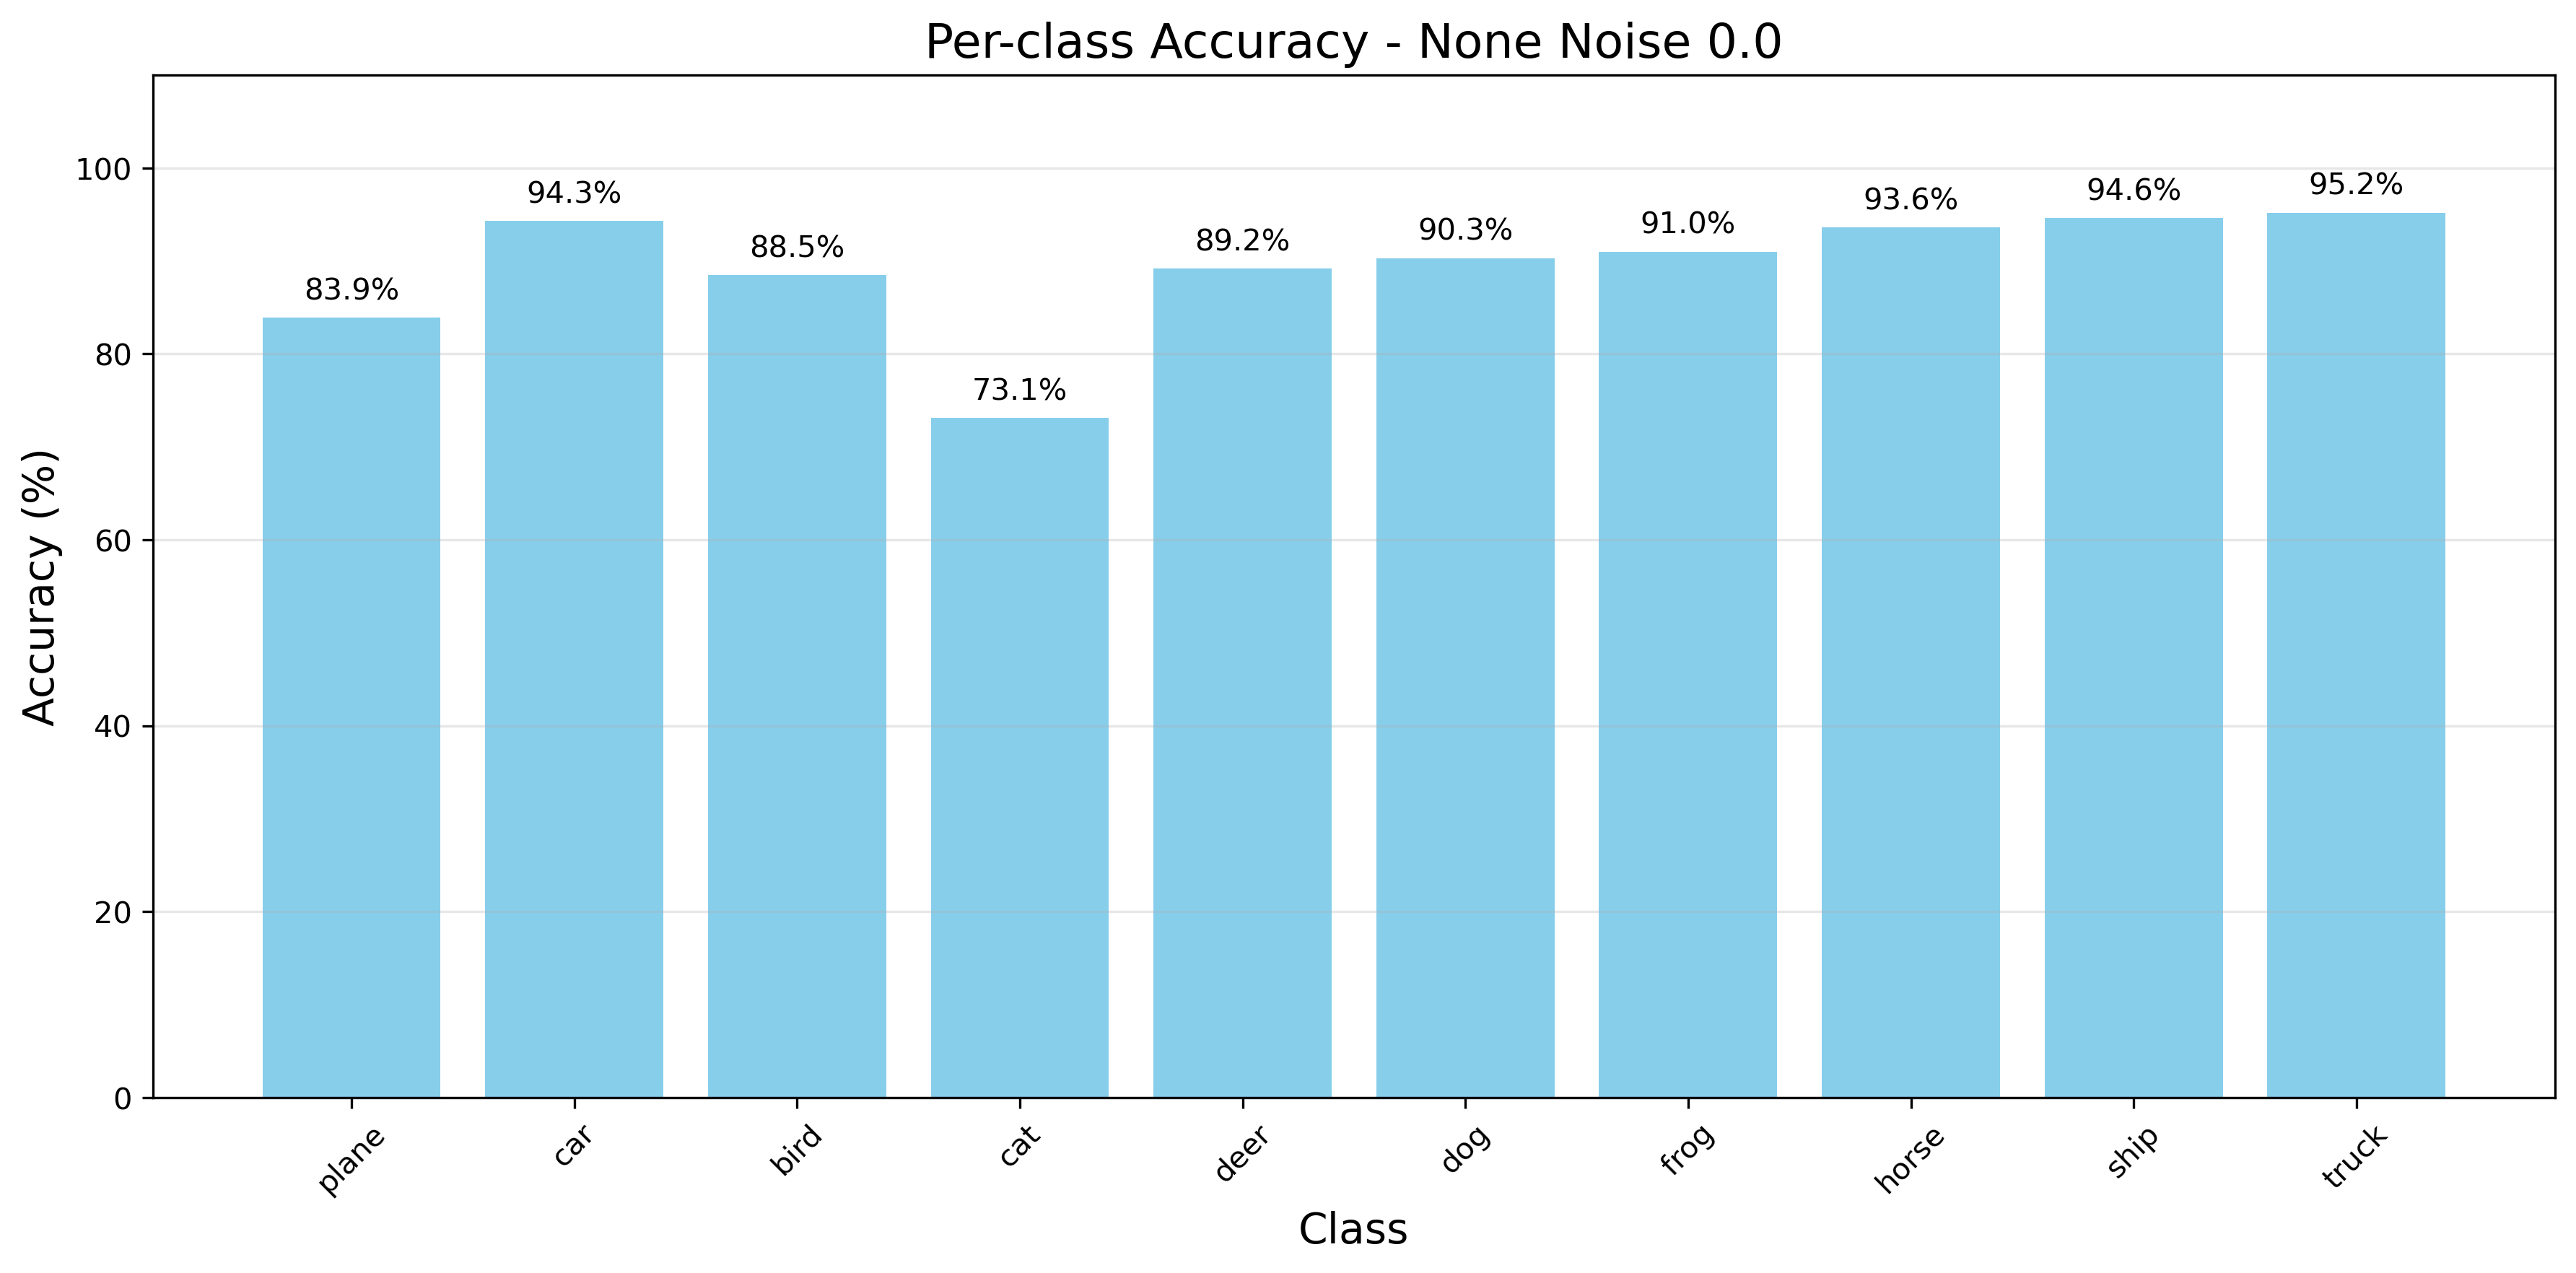 Per-class Accuracy - None Noise 0.0
Accuracy (%)
100
80
60
40
20
0
83.9%
94.3%
88.5%
73.1%
89.2%
90.3%
91.0%
93.6%
94.6%
95.2%
plane
car
bird
cat
deer
dog
frog
horse
ship
truck
Class